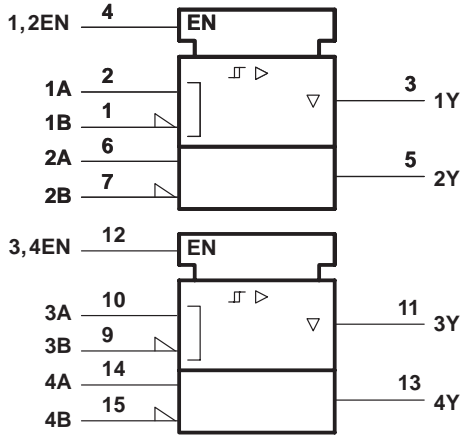 1,2EN 4 EN
1A 2
1B 1
3 1Y
2A 6
2B 7
5 2Y
3,4EN 12 EN
3A 10
3B 9
11 3Y
4A 14
4B 15
13 4Y